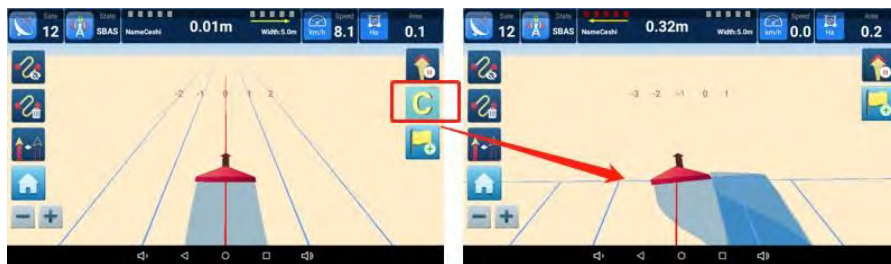 Sate
12
State
SBAS
NameCeshi
0.01m
Width:5.0m
km/h
Speed
8.1
Ha
Area
0.1
-2 -1 0 1 2
C
Sate
12
State
SBAS
NameCeshi
0.32m
Width:5.0m
km/h
Speed
0.0
Ha
Area
0.2
-3 -2 -1 0 1